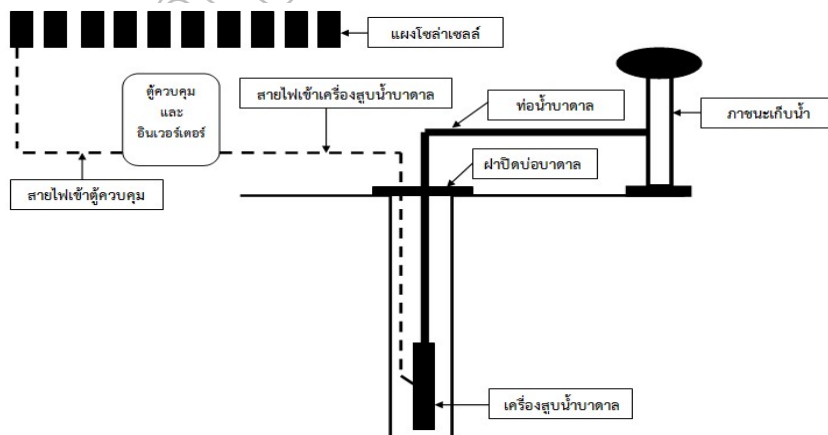 แผงโซล่าเซลล์
ตู้ควบคุม
และ
อินเวอร์เตอร์
สายไฟเข้าเครื่องสูบน้ำบาดาล
ท่อน้ำบาดาล
ภาชนะเก็บน้ำ
ฝาปิดบ่อบาดาล
สายไฟเข้าตู้ควบคุม
เครื่องสูบน้ำบาดาล